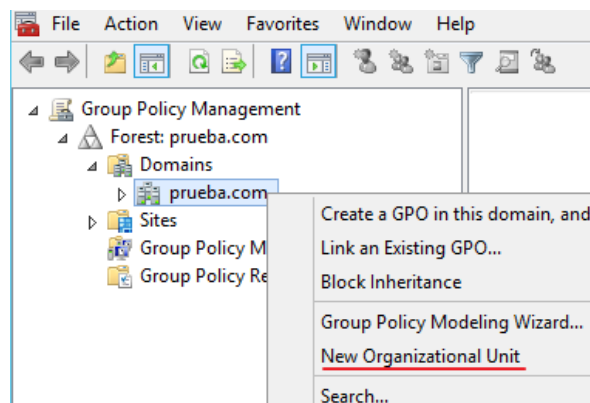 File Action View Favorites Window Help
Group Policy Management
Forest: prueba.com
Domains
prueba.com
Sites
Group Policy M
Group Policy Re
Create a GPO in this domain, and
Link an Existing GPO...
Block Inheritance
Group Policy Modeling Wizard...
New Organizational Unit
Search...